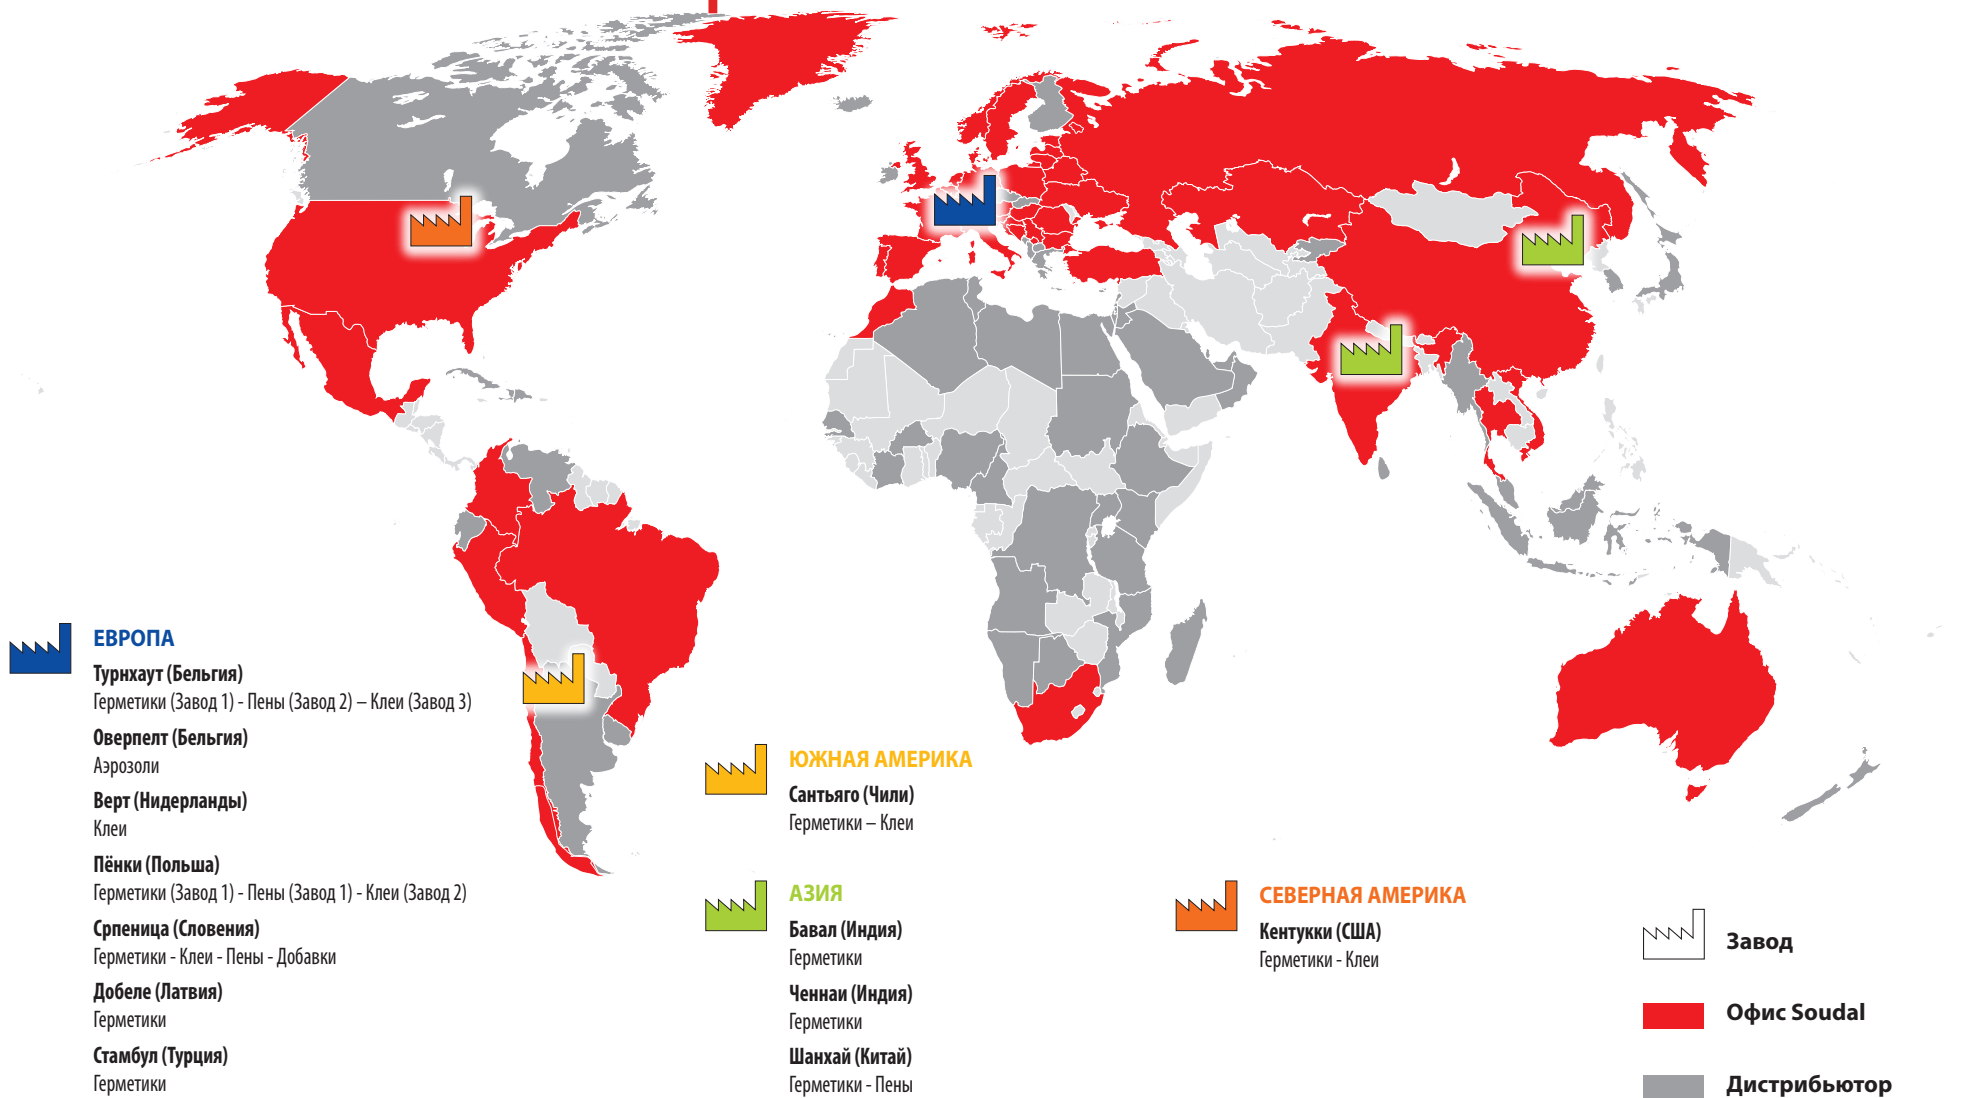 ЕВРОПА
Турнхаут (Бельгия)
Герметики (Завод 1) - Пены (Завод 2) – Клеи (Завод 3)
Оверпелт (Бельгия)
Аэрозоли
Верт (Нидерланды)
Клеи
Пёнки (Польша)
Герметики (Завод 1) - Пены (Завод 1) - Клеи (Завод 2)
Српеница (Словения)
Герметики - Клеи - Пены - Добавки
Добеле (Латвия)
Герметики
Стамбул (Турция)
Герметики
ЮЖНАЯ АМЕРИКА
Сантьяго (Чили)
Герметики – Клеи
АЗИЯ
Бавал (Индия)
Герметики
Ченнаи (Индия)
Герметики
Шанхай (Китай)
Герметики - Пены
СЕВЕРНАЯ АМЕРИКА
Кентукки (США)
Герметики - Клеи
Завод
Офис Soudal
Дистрибьютор